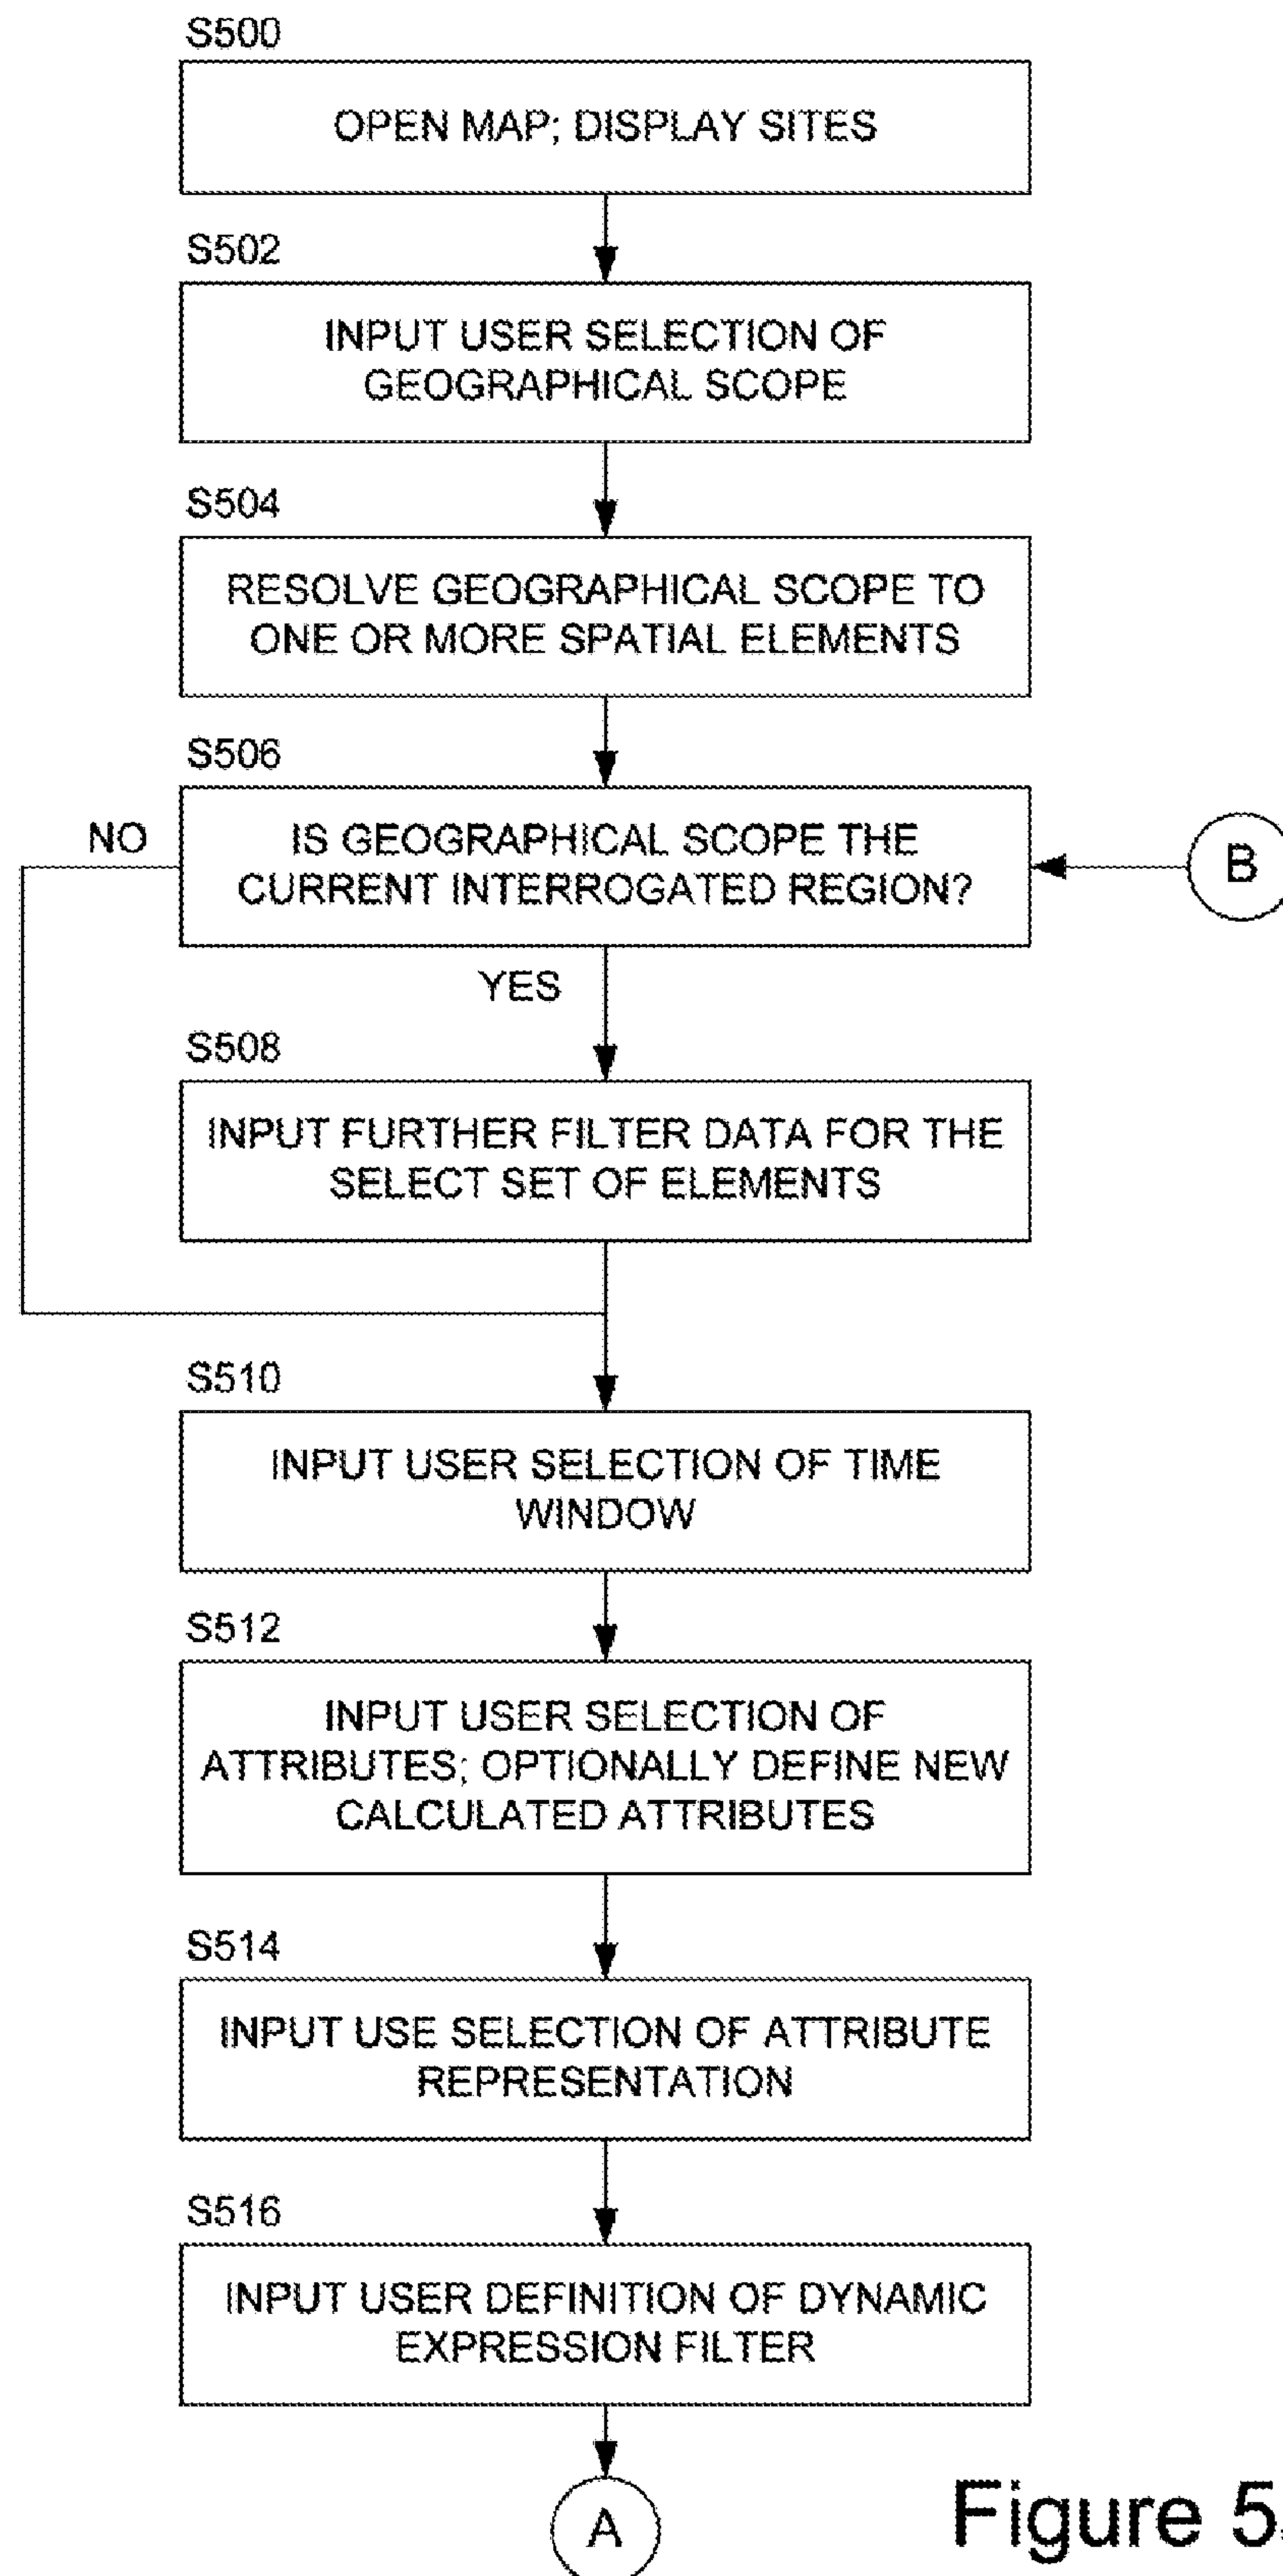 S500
OPEN MAP; DISPLAY SITES
S502
INPUT USER SELECTION OF
GEOGRAPHICAL SCOPE
S504
RESOLVE GEOGRAPHICAL SCOPE TO
ONE OR MORE SPATIAL ELEMENTS
S506
NO
IS GEOGRAPHICAL SCOPE THE
CURRENT INTERROGATED REGION?
B
YES
S508
INPUT FURTHER FILTER DATA FOR THE
SELECT SET OF ELEMENTS
S510
INPUT USER SELECTION OF TIME
WINDOW
S512
INPUT USER SELECTION OF
ATTRIBUTES; OPTIONALLY DEFINE NEW
CALCULATED ATTRIBUTES
S514
INPUT USE SELECTION OF ATTRIBUTE
REPRESENTATION
S516
INPUT USER DEFINITION OF DYNAMIC
EXPRESSION FILTER
A
Figure 5